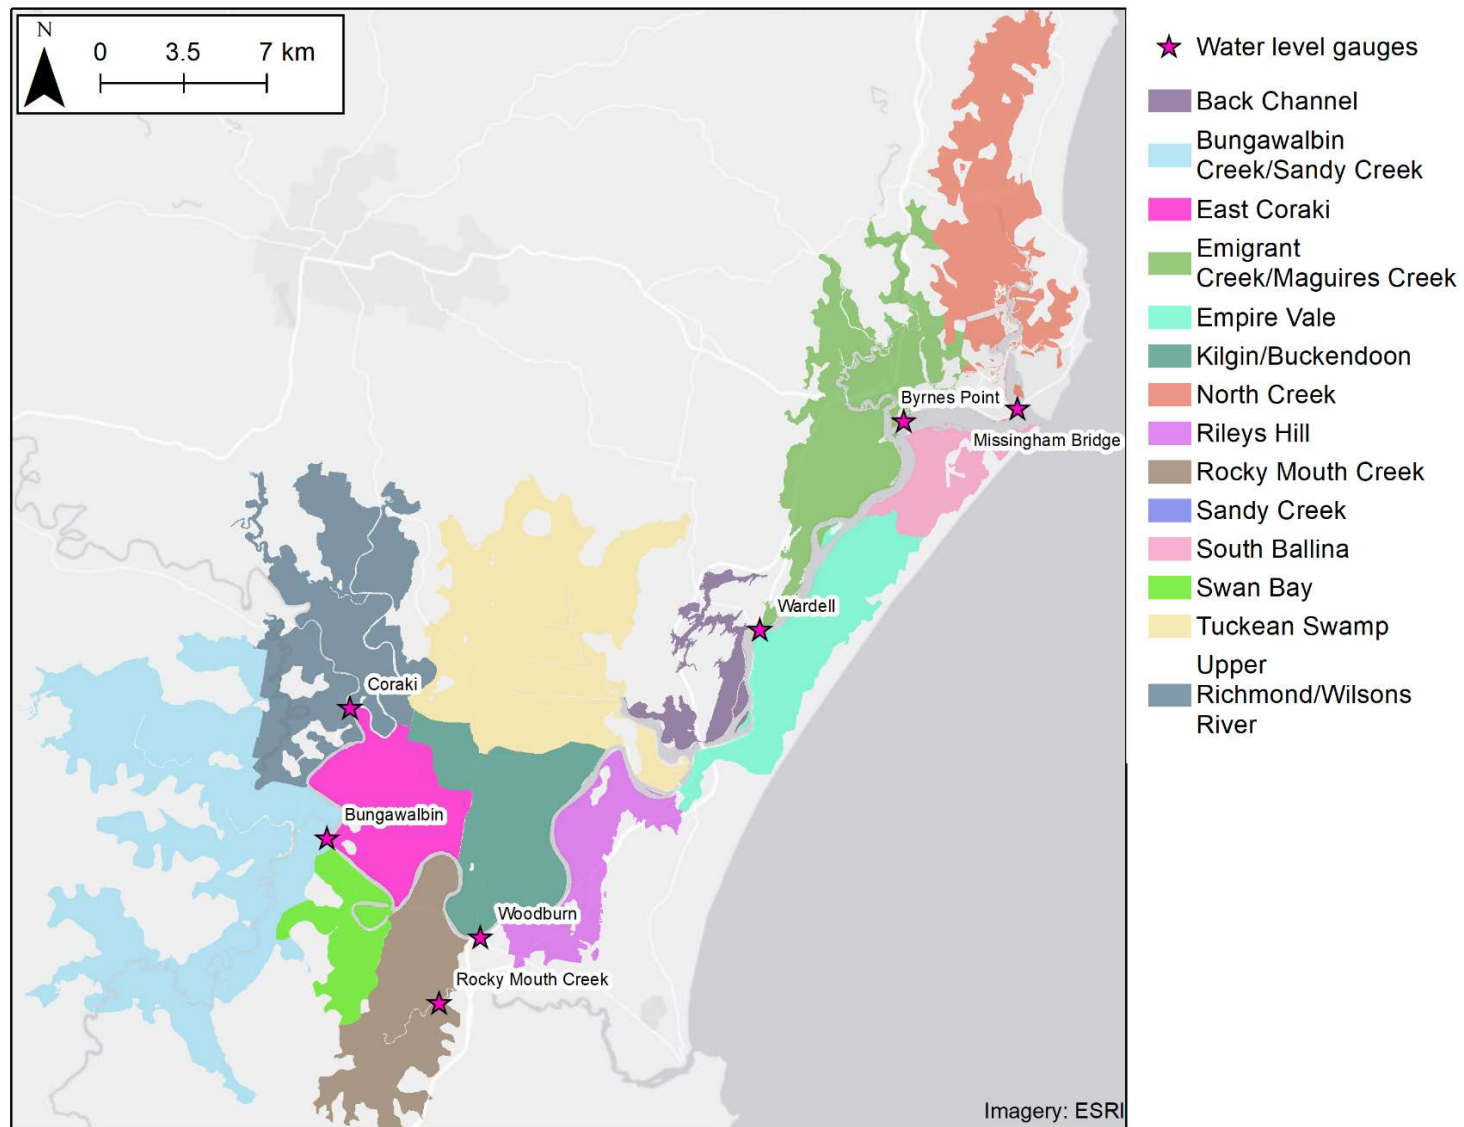 N
0 3.5 7 km
Water level gauges
Back Channel
Bungawalbin
Creek/Sandy Creek
East Coraki
Emigrant
Creek/Maguires Creek
Empire Vale
Kilgin/Buckendoon
North Creek
Rileys Hill
Rocky Mouth Creek
Sandy Creek
South Ballina
Swan Bay
Tuckean Swamp
Upper
Richmond/Wilsons
River
Byrnes Point
Missingham Bridge
Wardell
Coraki
Bungawalbin
Woodburn
Rocky Mouth Creek
Imagery: ESRI